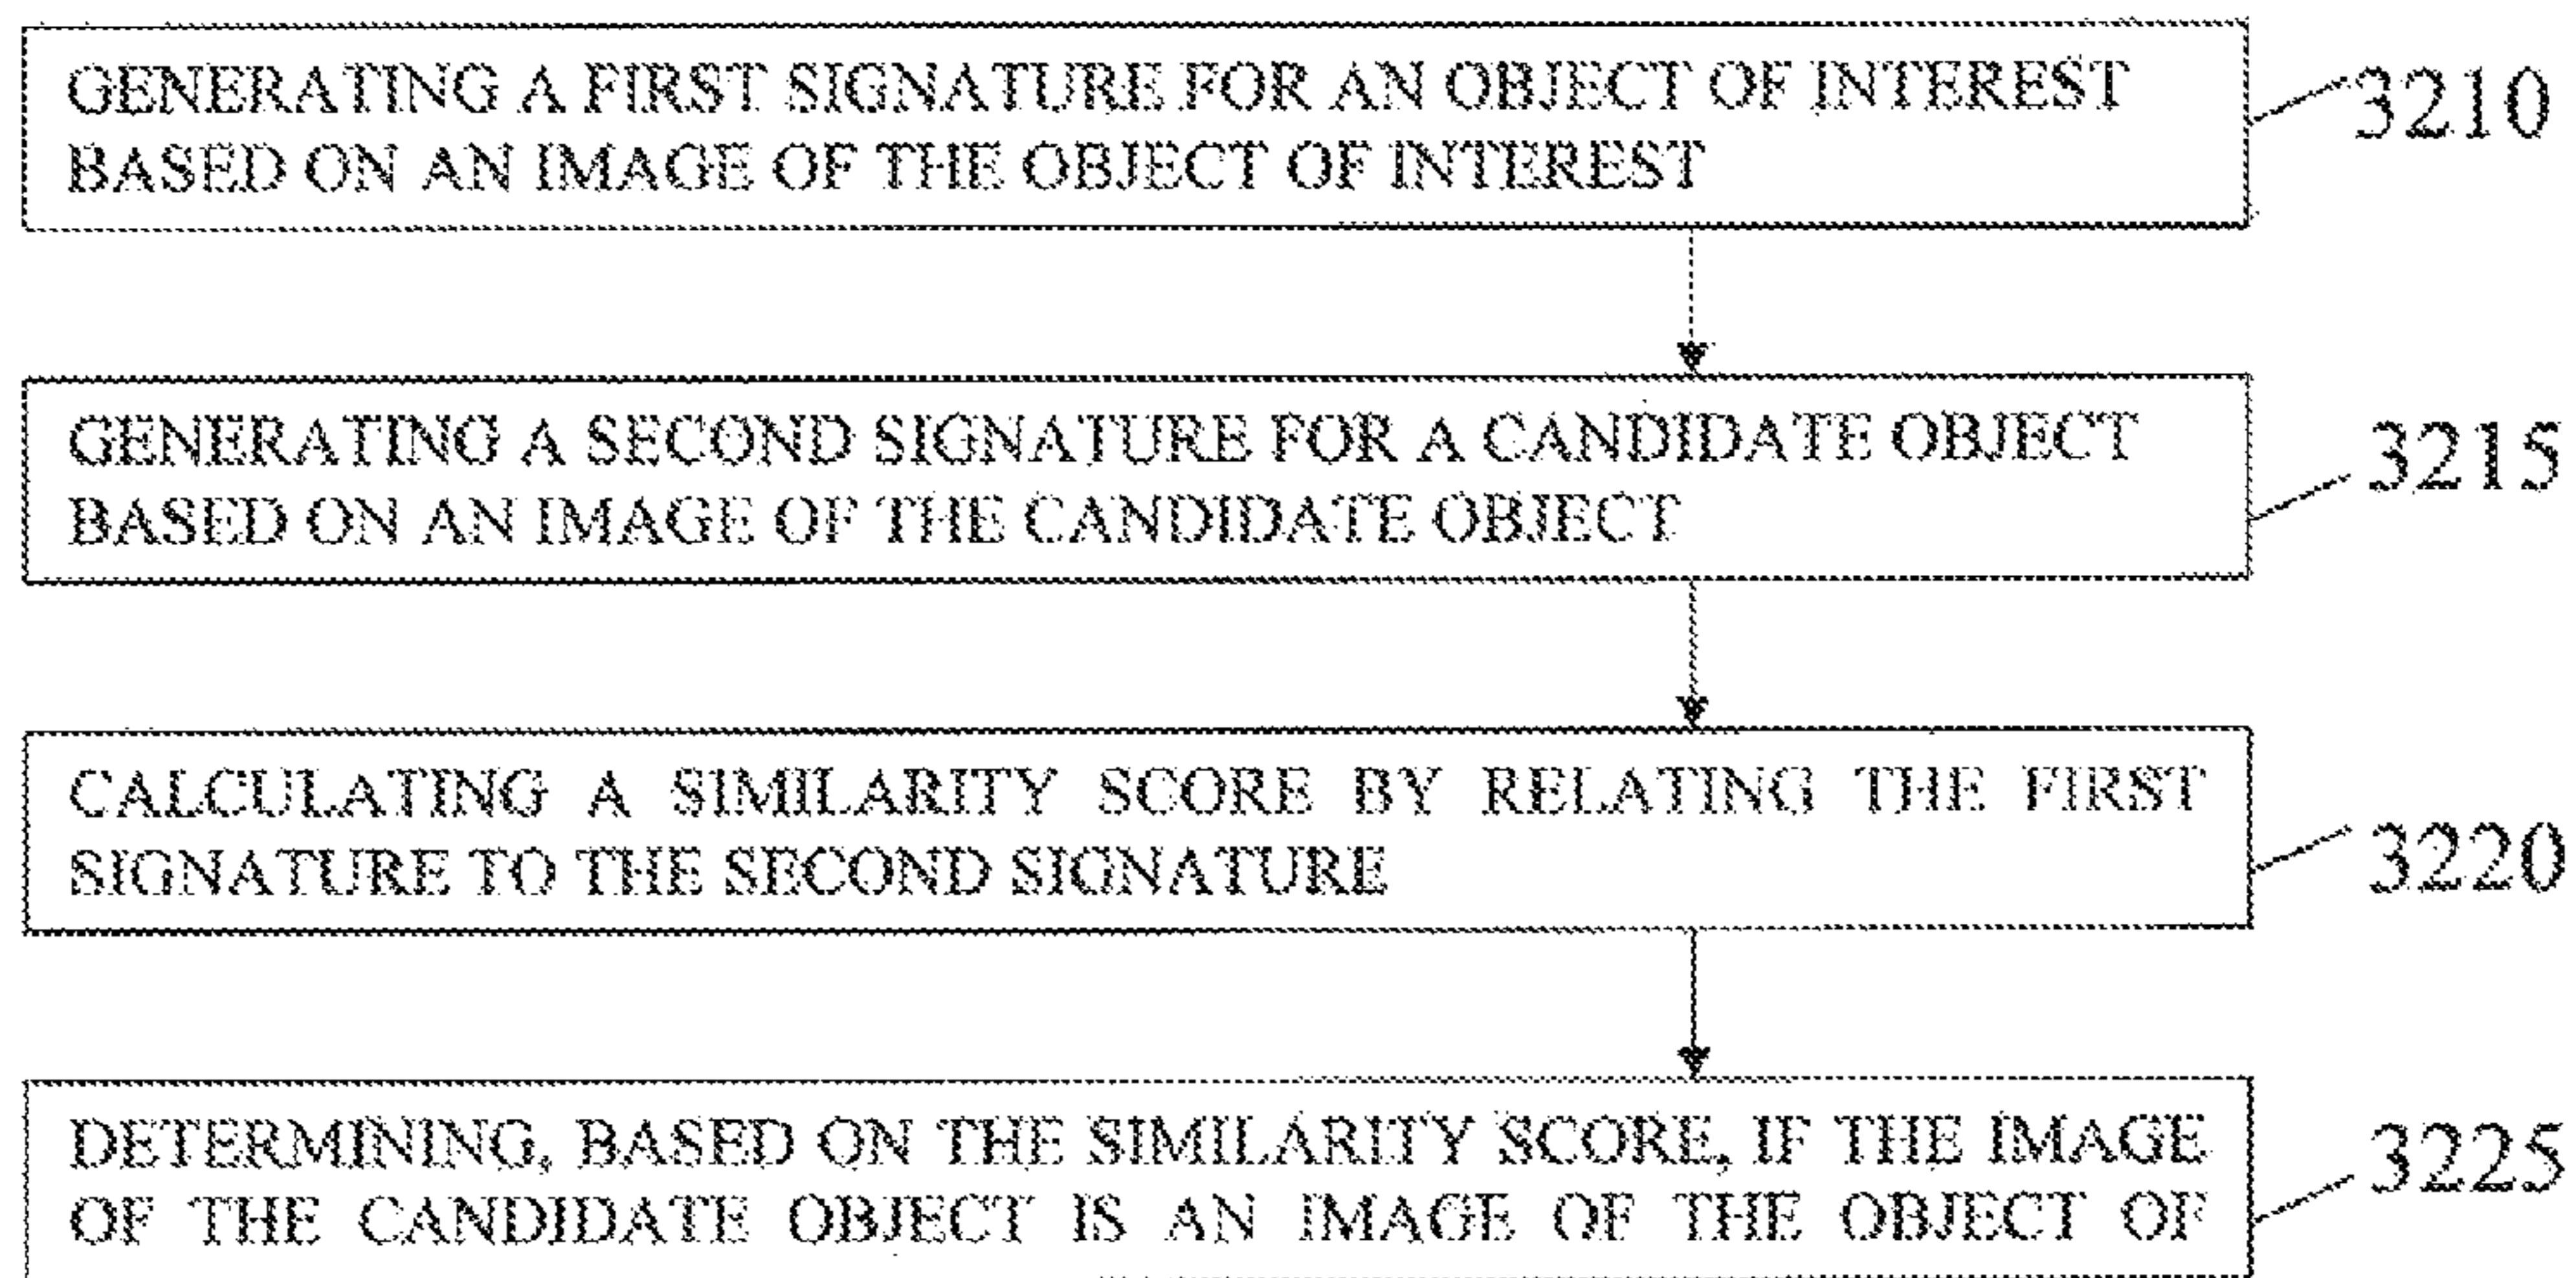 GENERATING A FIRST SIGNATURE FOR AN OBJECT OF INTEREST
BASED ON AN IMAGE OF THE OBJECT OF INTEREST
3210
GENERATING A SECOND SIGNATURE FOR A CANDIDATE OBJECT
BASED ON AN IMAGE OF THE CANDIDATE OBJECT
3215
CALCULATING A SIMILARITY SCORE BY RELATING THE FIRST
SIGNATURE TO THE SECOND SIGNATURE
3220
DETERMINING, BASED ON THE SIMILARITY SCORE, IF THE IMAGE
OF THE CANDIDATE OBJECT IS AN IMAGE OF THE OBJECT OF
3225